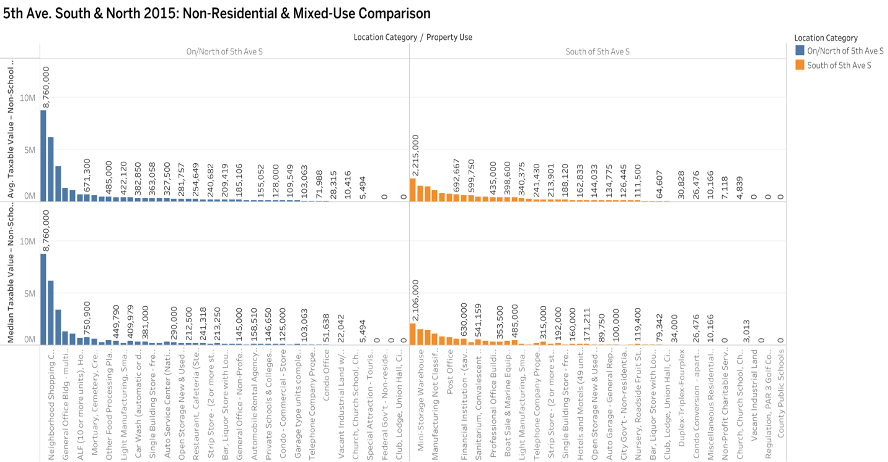 5th Ave. South & North 2015: Non-Residential & Mixed-Use Comparison
Location Category / Property Use
On/North of 5th Ave S
South of 5th Ave S
Location Category
On/North of 5th Ave S
South of 5th Ave S
Avg. Taxable Value – Non-School ..
10M
5M
0M
8,760,000
671,300
485,000
422,120
382,850
363,058
327,500
281,757
254,649
240,682
209,419
185,106
155,052
128,000
109,549
103,063
71,988
28,315
10,416
5,494
0
0
2,215,000
692,667
599,750
435,000
398,600
340,375
241,430
213,901
188,120
162,833
144,033
134,775
126,445
111,500
64,607
30,828
26,476
10,166
7,118
4,839
0
0
0
Median Taxable Value – Non-Scho..
10M
5M
0M
8,760,000
750,900
449,790
409,979
381,000
290,000
212,500
241,318
213,250
145,000
158,510
146,650
125,000
103,063
51,638
22,042
5,494
0
0
2,106,000
630,000
541,159
353,500
485,000
315,000
192,000
160,000
171,211
89,750
100,000
119,400
79,342
34,000
26,476
10,166
0
3,013
0
0
0
Neighborhood Shopping C..
General Office Bldg - multi..
ALF (10 or more units), Ho..
Mortuary, Cemetery, Cre..
Other Food Processing Pla..
Light Manufacturing, Sma..
Car Wash (automatic or d..
Single Building Store - fre..
Auto Service Center (Nati..
Open Storage New & Used ..
Restaurant, Cafeteria (Ste..
Strip Store - (2 or more st..
Bar, Liquor Store with Lou..
General Office - Non-Profe..
Automobile Rental Agency..
Private Schools & Colleges..
Condo - Commercial - Store
Garage type units comple..
Telephone Company Prope..
Condo Office
Vacant Industrial Land w/..
Church, Church School, Ch..
Special Attraction - Touris..
Federal Gov't - Non-reside..
Club, Lodge, Union Hall, Ci..
Mini-Storage Warehouse
Manufacturing Not Classif..
Post Office
Financial Institution - (sav..
Sanitarium, Convalescent ..
Professional Office Buildi..
Boat Sale & Marine Equip..
Light Manufacturing, Sma..
Telephone Company Prope..
Strip Store - (2 or more st..
Single Building Store - fre..
Hotels and Motels (49 unit..
Open Storage New & Used ..
Auto Garage - General Rep..
City Gov't - Non-residentia..
Nursery, Roadside Fruit St..
Bar, Liquor Store with Lou..
Club, Lodge, Union Hall, Ci..
Duplex-Triplex-Fourplex
Condo Conversion - apart..
Miscellaneous Residential..
Non-Profit Charitable Serv..
Church, Church School, Ch..
Vacant Industrial Land
Regulation, PAR 3 Golf Co..
County Public Schools